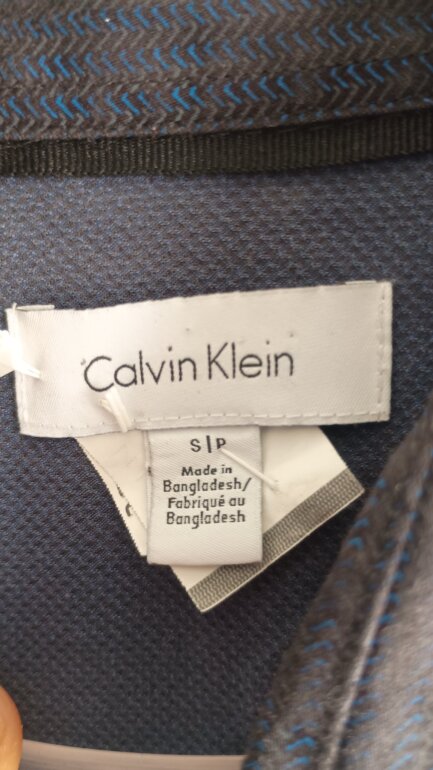 Calvin Klein
S|P
Made in
Bangladesh/
Fabriqué au
Bangladesh